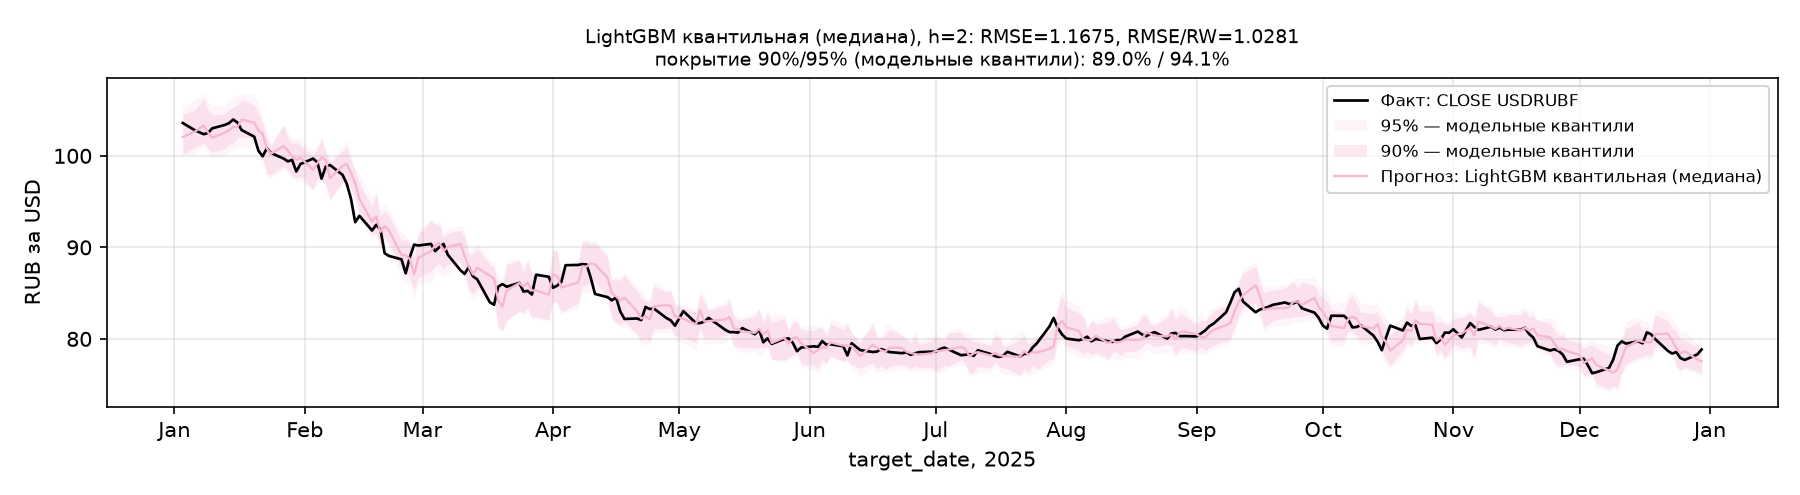 LightGBM квантильная (медиана), h=2: RMSE=1.1675, RMSE/RW=1.0281
покрытие 90%/95% (модельные квантили): 89.0% / 94.1%
Факт: CLOSE USDRUBF
95% — модельные квантили
90% — модельные квантили
Прогноз: LightGBM квантильная (медиана)
RUB за USD
100
90
80
Jan Feb Mar Apr May Jun Jul Aug Sep Oct Nov Dec Jan
target_date, 2025